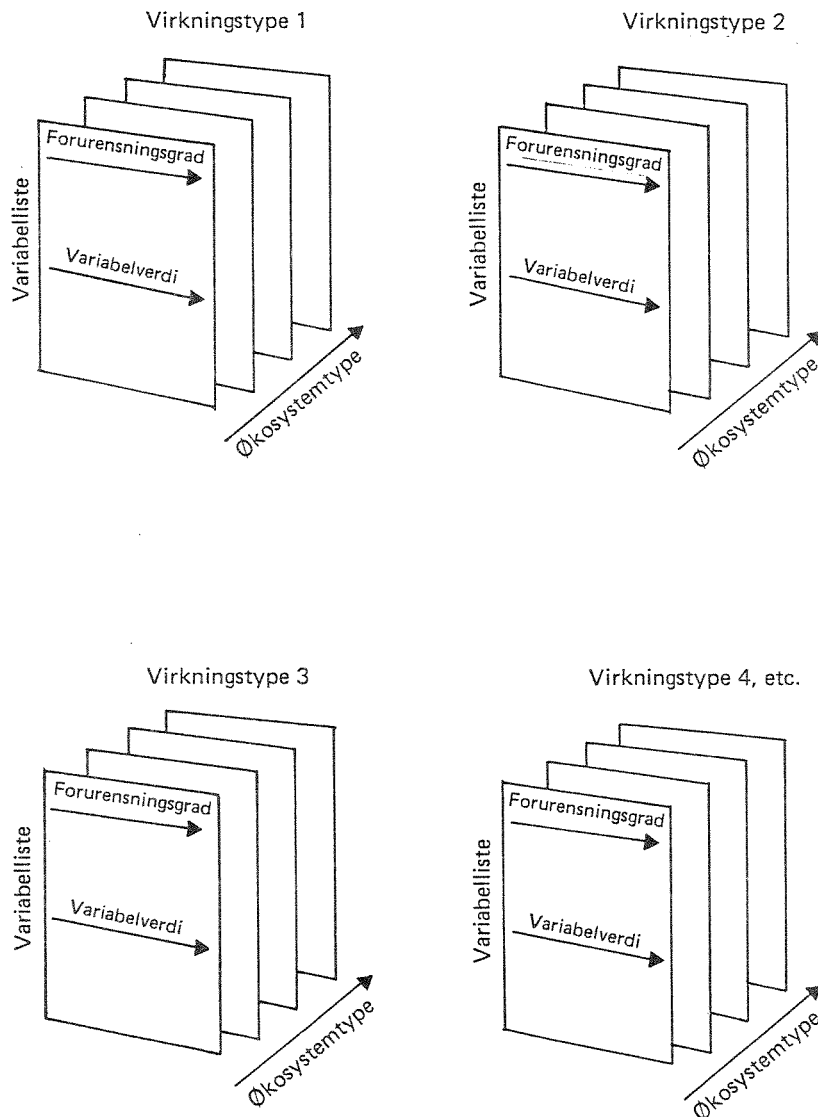 Virkningstype 1
Forurensningsgrad
Variabelliste
Variabelverdi
Økosystemtype
Virkningstype 2
Forurensningsgrad
Variabelliste
Variabelverdi
Økosystemtype
Virkningstype 3
Forurensningsgrad
Variabelliste
Variabelverdi
Økosystemtype
Virkningstype 4, etc.
Forurensningsgrad
Variabelliste
Variabelverdi
Økosystemtype